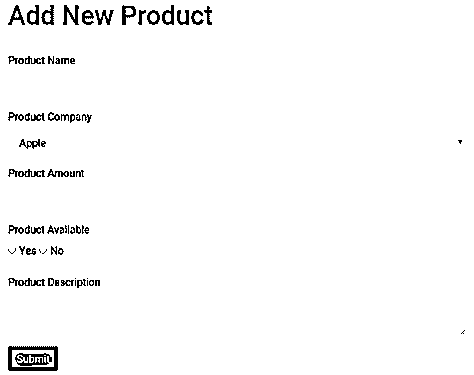 Add New Product
Product Name
Product Company
Apple
Product Amount
Product Available
Yes No
Product Description
Submit